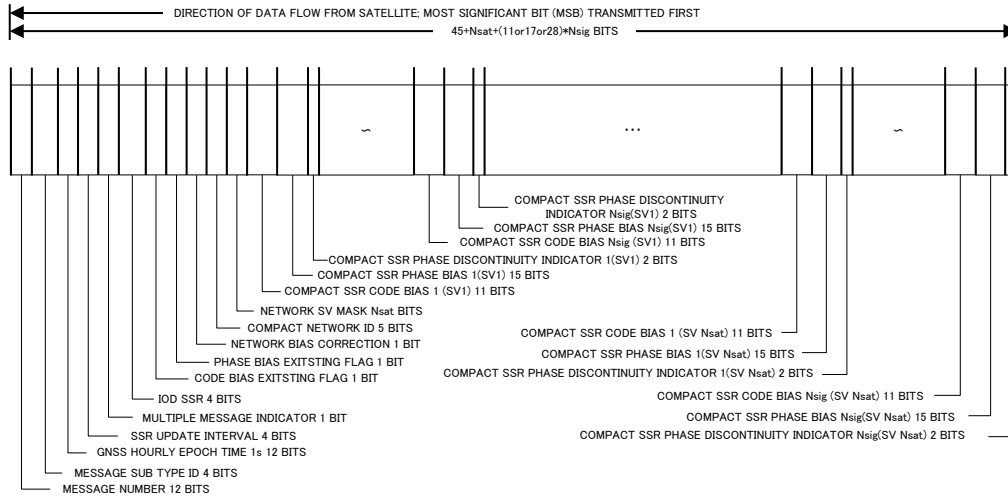 DIRECTION OF DATA FLOW FROM SATELLITE; MOST SIGNIFICANT BIT (MSB) TRANSMITTED FIRST
45+Nsat+(11or17or28)*Nsig BITS
~
...
~
COMPACT SSR PHASE DISCONTINUITY
INDICATOR Nsig(SV1) 2 BITS
COMPACT SSR PHASE BIAS Nsig(SV1) 15 BITS
COMPACT SSR CODE BIAS Nsig (SV1) 11 BITS
COMPACT SSR PHASE DISCONTINUITY INDICATOR 1(SV1) 2 BITS
COMPACT SSR PHASE BIAS 1(SV1) 15 BITS
COMPACT SSR CODE BIAS 1 (SV1) 11 BITS
NETWORK SV MASK Nsat BITS
COMPACT NETWORK ID 5 BITS
NETWORK BIAS CORRECTION 1 BIT
PHASE BIAS EXITSTING FLAG 1 BIT
CODE BIAS EXITSTING FLAG 1 BIT
IOD SSR 4 BITS
MULTIPLE MESSAGE INDICATOR 1 BIT
SSR UPDATE INTERVAL 4 BITS
GNSS HOURLY EPOCH TIME 1s 12 BITS
MESSAGE SUB TYPE ID 4 BITS
MESSAGE NUMBER 12 BITS
COMPACT SSR CODE BIAS 1 (SV Nsat) 11 BITS
COMPACT SSR PHASE BIAS 1(SV Nsat) 15 BITS
COMPACT SSR PHASE DISCONTINUITY INDICATOR 1(SV Nsat) 2 BITS
COMPACT SSR CODE BIAS Nsig (SV Nsat) 11 BITS
COMPACT SSR PHASE BIAS Nsig(SV Nsat) 15 BITS
COMPACT SSR PHASE DISCONTINUITY INDICATOR Nsig(SV Nsat) 2 BITS